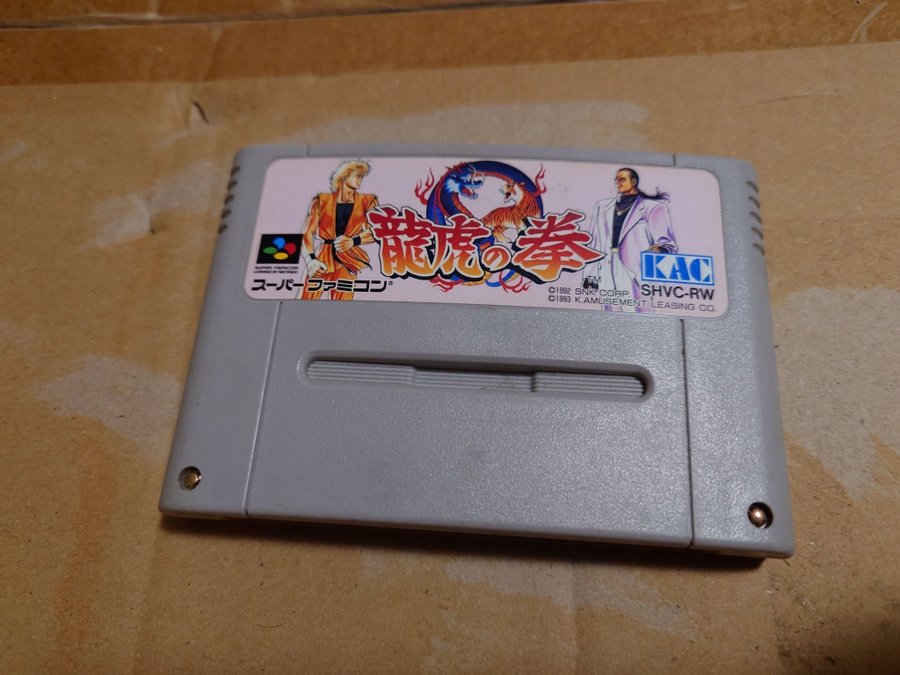 龍虎の拳
TM
SUPER FAMICOM
LICENSED BY NINTENDO
スーパーファミコン®
KAC
SHVC-RW
©1992 SNK CORP.
©1993 K.AMUSEMENT LEASING CO.